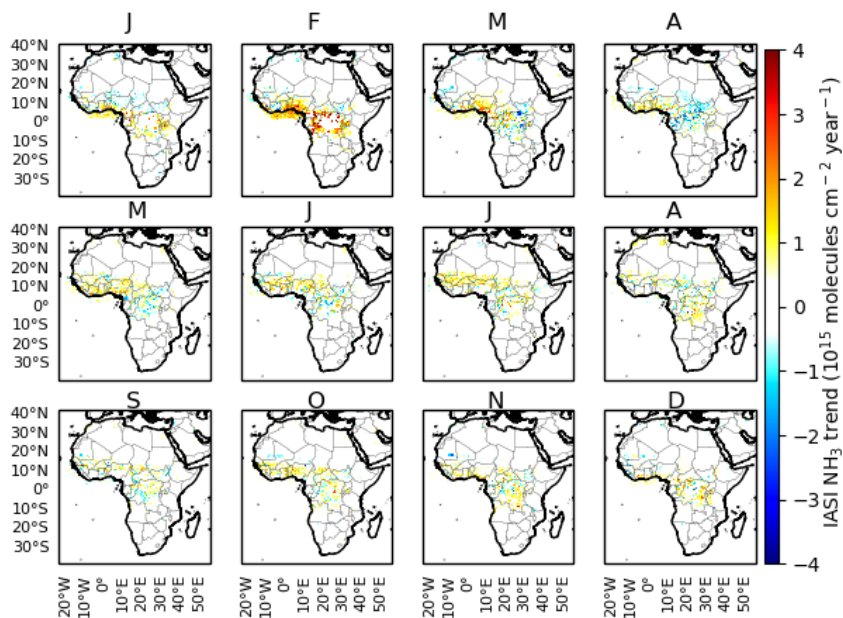 J F M A
40°N
30°N
20°N
10°N
0°
10°S
20°S
30°S
M J J A
40°N
30°N
20°N
10°N
0°
10°S
20°S
30°S
S O N D
40°N
30°N
20°N
10°N
0°
10°S
20°S
30°S
20°W 10°W 0° 10°E 20°E 30°E 40°E 50°E
20°W 10°W 0° 10°E 20°E 30°E 40°E 50°E
20°W 10°W 0° 10°E 20°E 30°E 40°E 50°E
20°W 10°W 0° 10°E 20°E 30°E 40°E 50°E
4
3
2
1
0
−1
−2
−3
−4
IASI NH₃ trend (10¹⁵ molecules cm⁻² year⁻¹)